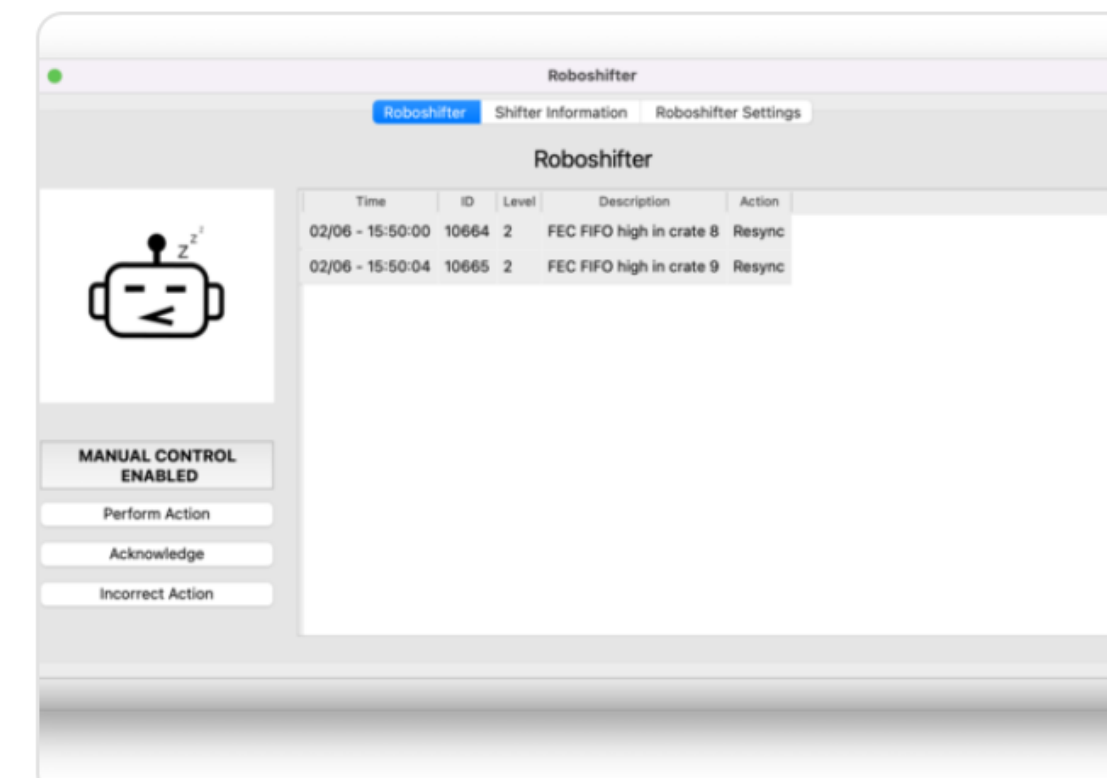 Roboshifter
Roboshifter Shifter Information Roboshifter Settings
Roboshifter
z z z
Time ID Level Description Action
02/06 - 15:50:00 10664 2 FEC FIFO high in crate 8 Resync
02/06 - 15:50:04 10665 2 FEC FIFO high in crate 9 Resync
MANUAL CONTROL
ENABLED
Perform Action
Acknowledge
Incorrect Action